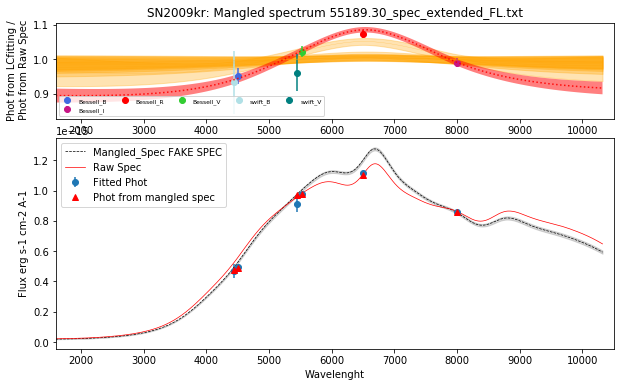 SN2009kr: Mangled spectrum 55189.30_spec_extended_FL.txt
Phot from LCfitting /
Phot from Raw Spec
1.1
1.0
0.9
Bessell_B
Bessell_R
Bessell_V
swift_B
swift_V
Bessell_I
2000 3000 4000 5000 6000 7000 8000 9000 10000
Flux erg s-1 cm-2 A-1
1.2
1.0
0.8
0.6
0.4
0.2
0.0
Mangled_Spec FAKE SPEC
Raw Spec
Fitted Phot
Phot from mangled spec
2000 3000 4000 5000 6000 7000 8000 9000 10000
Wavelenght